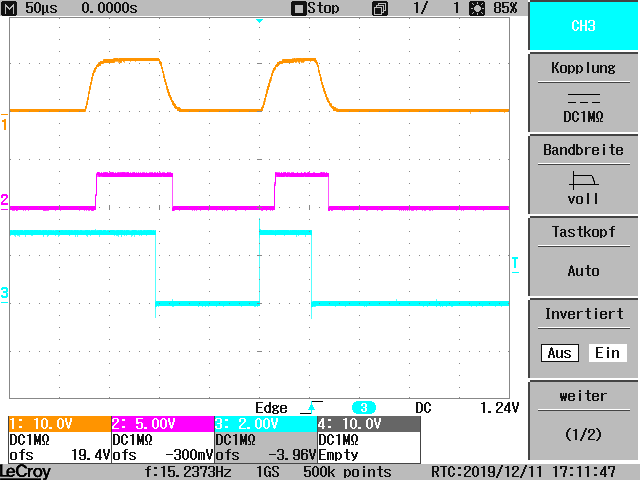 M 50µs 0.0000s Stop 1/ 1 85%
CH3
Kopplung
DC1MΩ
Bandbreite
voll
Tastkopf
Auto
Invertiert
Aus Ein
weiter
(1/2)
1
2
T
3
Edge 3 DC 1.24V
1: 10.0V 2: 5.00V 3: 2.00V 4: 10.0V
DC1MΩ DC1MΩ DC1MΩ DC1MΩ
ofs 19.4V ofs -300mV ofs -3.96V Empty
LeCroy f:15.2373Hz 1GS 500k points RTC:2019/12/11 17:11:47